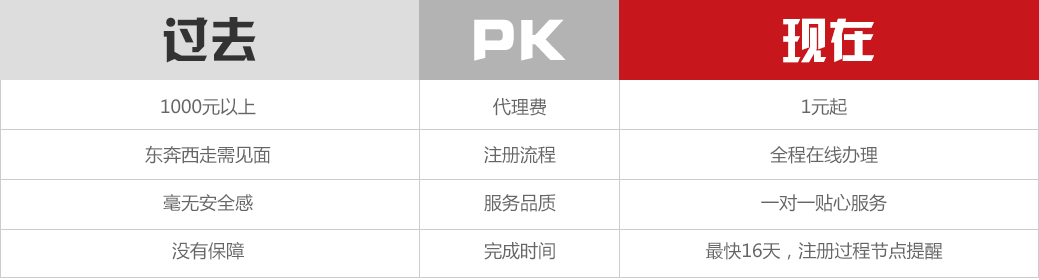 过去 PK 现在
1000元以上 代理费 1元起
东奔西走需见面 注册流程 全程在线办理
毫无安全感 服务品质 一对一贴心服务
没有保障 完成时间 最快16天，注册过程节点提醒